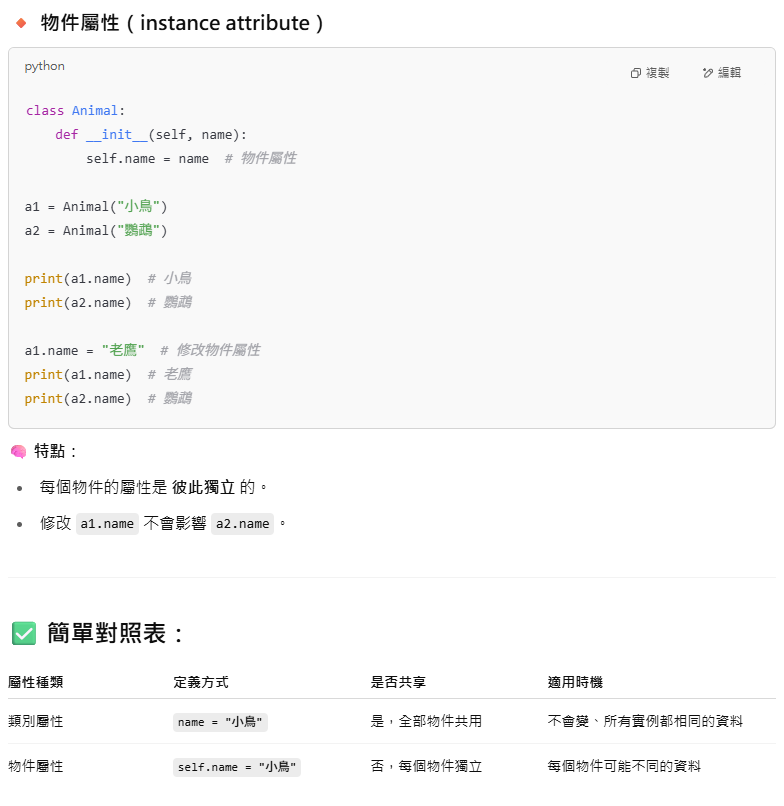 🔸 物件屬性（instance attribute）
python
複製 編輯
class Animal:
    def __init__(self, name):
        self.name = name  # 物件屬性
a1 = Animal("小鳥")
a2 = Animal("鸚鵡")
print(a1.name)  # 小鳥
print(a2.name)  # 鸚鵡
a1.name = "老鷹"  # 修改物件屬性
print(a1.name)  # 老鷹
print(a2.name)  # 鸚鵡
🧠 特點：
• 每個物件的屬性是 彼此獨立 的。
• 修改 a1.name 不會影響 a2.name 。
✅ 簡單對照表：
屬性種類 定義方式 是否共享 適用時機
類別屬性 name = "小鳥" 是，全部物件共用 不會變、所有實例都相同的資料
物件屬性 self.name = "小鳥" 否，每個物件獨立 每個物件可能不同的資料